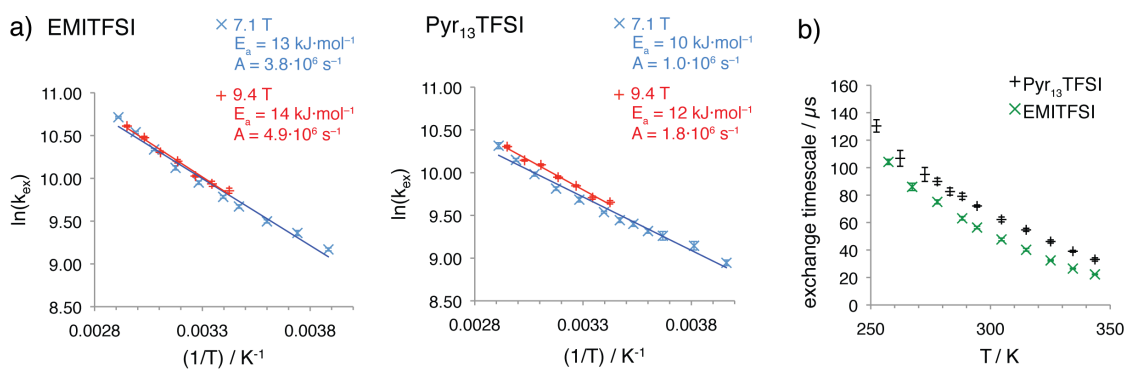 a) EMITFSI
× 7.1 T
Eₐ = 13 kJ·mol⁻¹
A = 3.8·10⁶ s⁻¹
+ 9.4 T
Eₐ = 14 kJ·mol⁻¹
A = 4.9·10⁶ s⁻¹
11.00
10.50
10.00
9.50
9.00
8.50
ln(kₑₓ)
0.0028
0.0033
0.0038
(1/T) / K⁻¹
Pyr₁₃TFSI
× 7.1 T
Eₐ = 10 kJ·mol⁻¹
A = 1.0·10⁶ s⁻¹
+ 9.4 T
Eₐ = 12 kJ·mol⁻¹
A = 1.8·10⁶ s⁻¹
11.00
10.50
10.00
9.50
9.00
8.50
ln(kₑₓ)
0.0028
0.0033
0.0038
(1/T) / K⁻¹
b)
+ Pyr₁₃TFSI
× EMITFSI
160
140
120
100
80
60
40
20
0
exchange timescale / µs
250
300
350
T / K